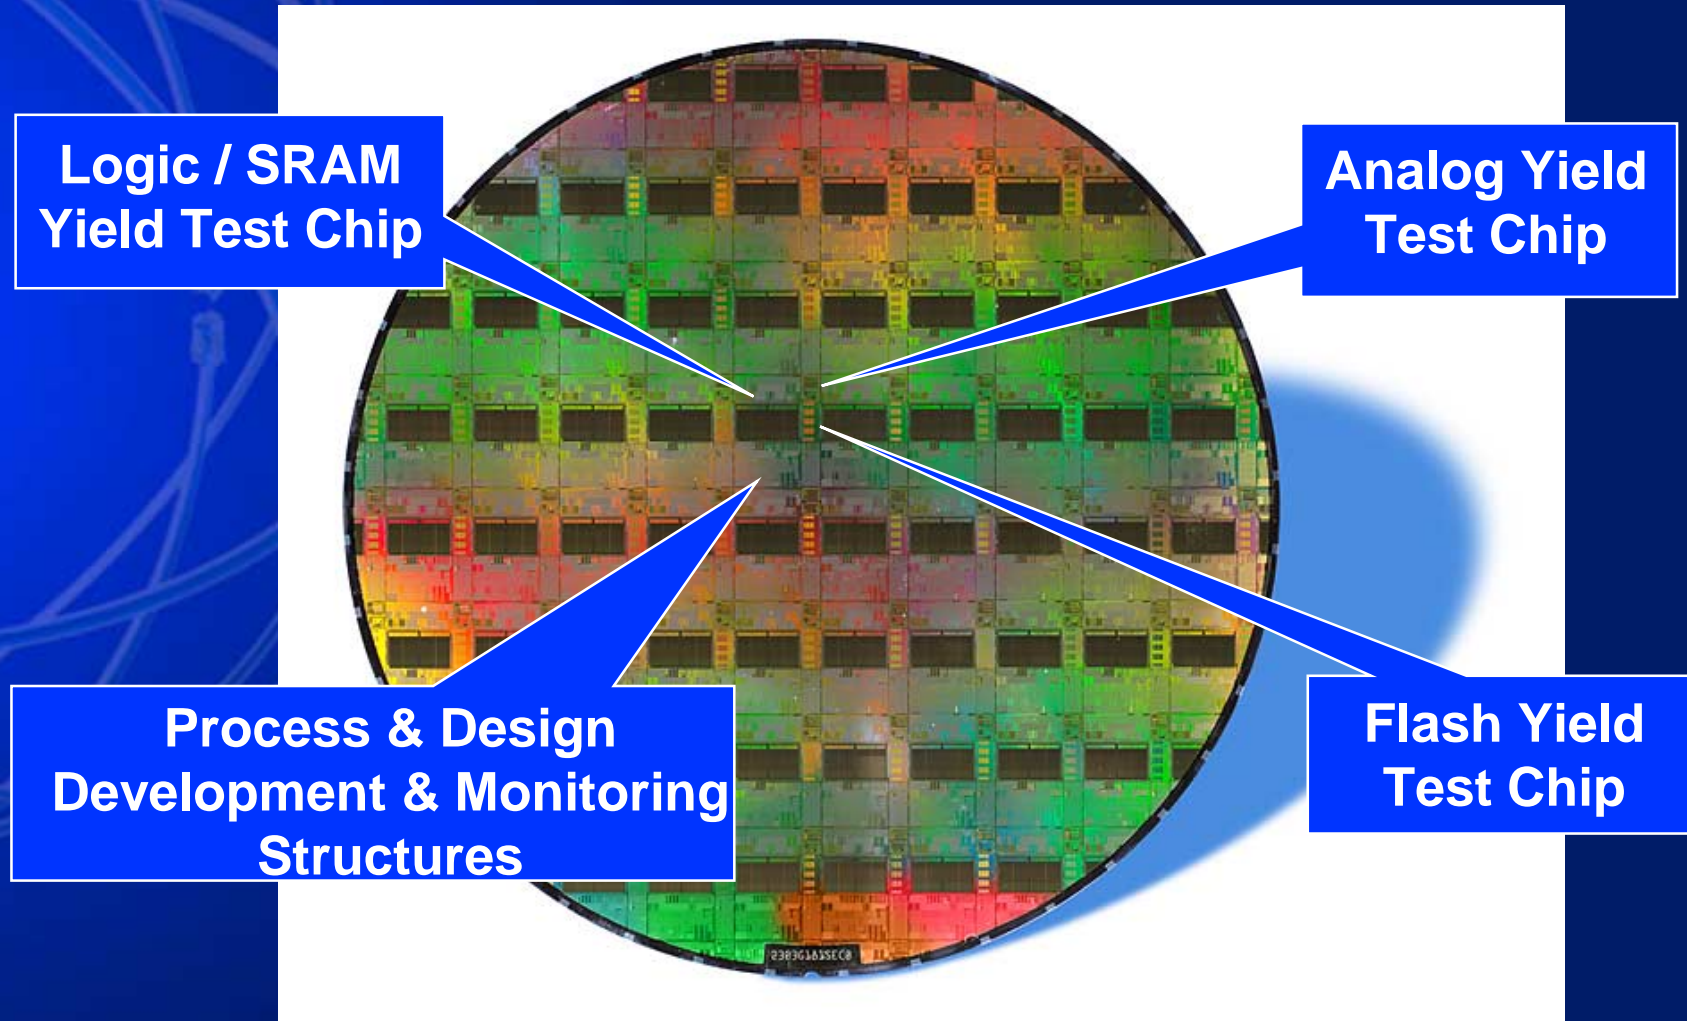 Logic / SRAM
Yield Test Chip
Analog Yield
Test Chip
Process & Design
Development & Monitoring
Structures
Flash Yield
Test Chip